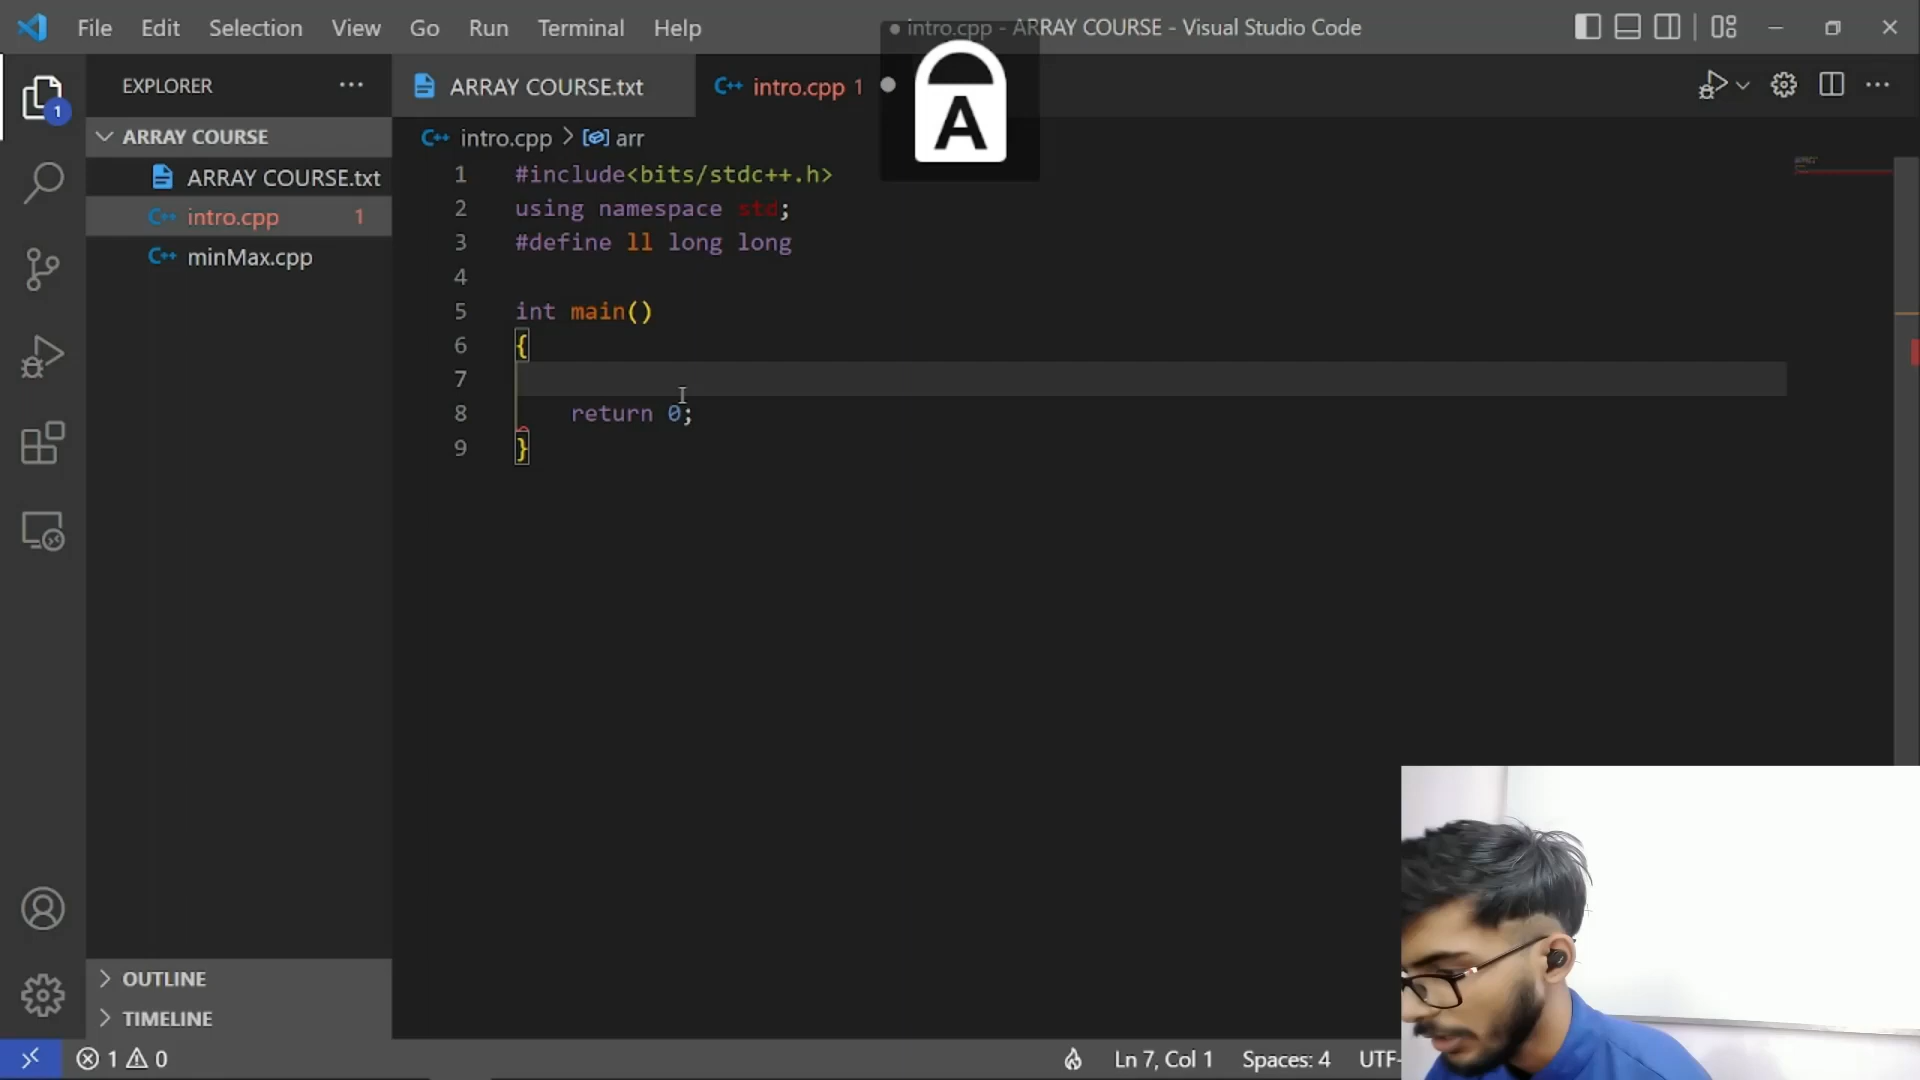 File Edit Selection View Go Run Terminal Help
intro.cpp - ARRAY COURSE - Visual Studio Code
A
EXPLORER
ARRAY COURSE.txt
intro.cpp 1
1
ARRAY COURSE
intro.cpp > arr
ARRAY COURSE.txt
intro.cpp 1
minMax.cpp
1 #include<bits/stdc++.h>
2 using namespace std;
3 #define ll long long
4
5 int main()
6 {
7
8 return 0;
9 }
OUTLINE
TIMELINE
1 0
Ln 7, Col 1 Spaces: 4 UTF-